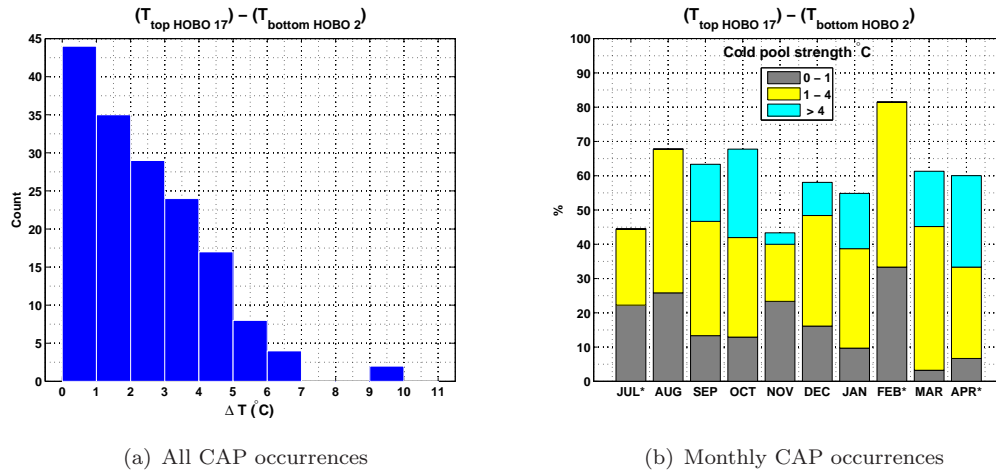 (T top HOBO 17) – (T bottom HOBO 2)
45
40
35
30
25
20
15
10
5
0
Count
0 1 2 3 4 5 6 7 8 9 10 11
Δ T (°C)
(a) All CAP occurrences
(T top HOBO 17) – (T bottom HOBO 2)
Cold pool strength °C
0 – 1
1 – 4
> 4
100
90
80
70
60
50
40
30
20
10
0
%
JUL* AUG SEP OCT NOV DEC JAN FEB* MAR APR*
(b) Monthly CAP occurrences